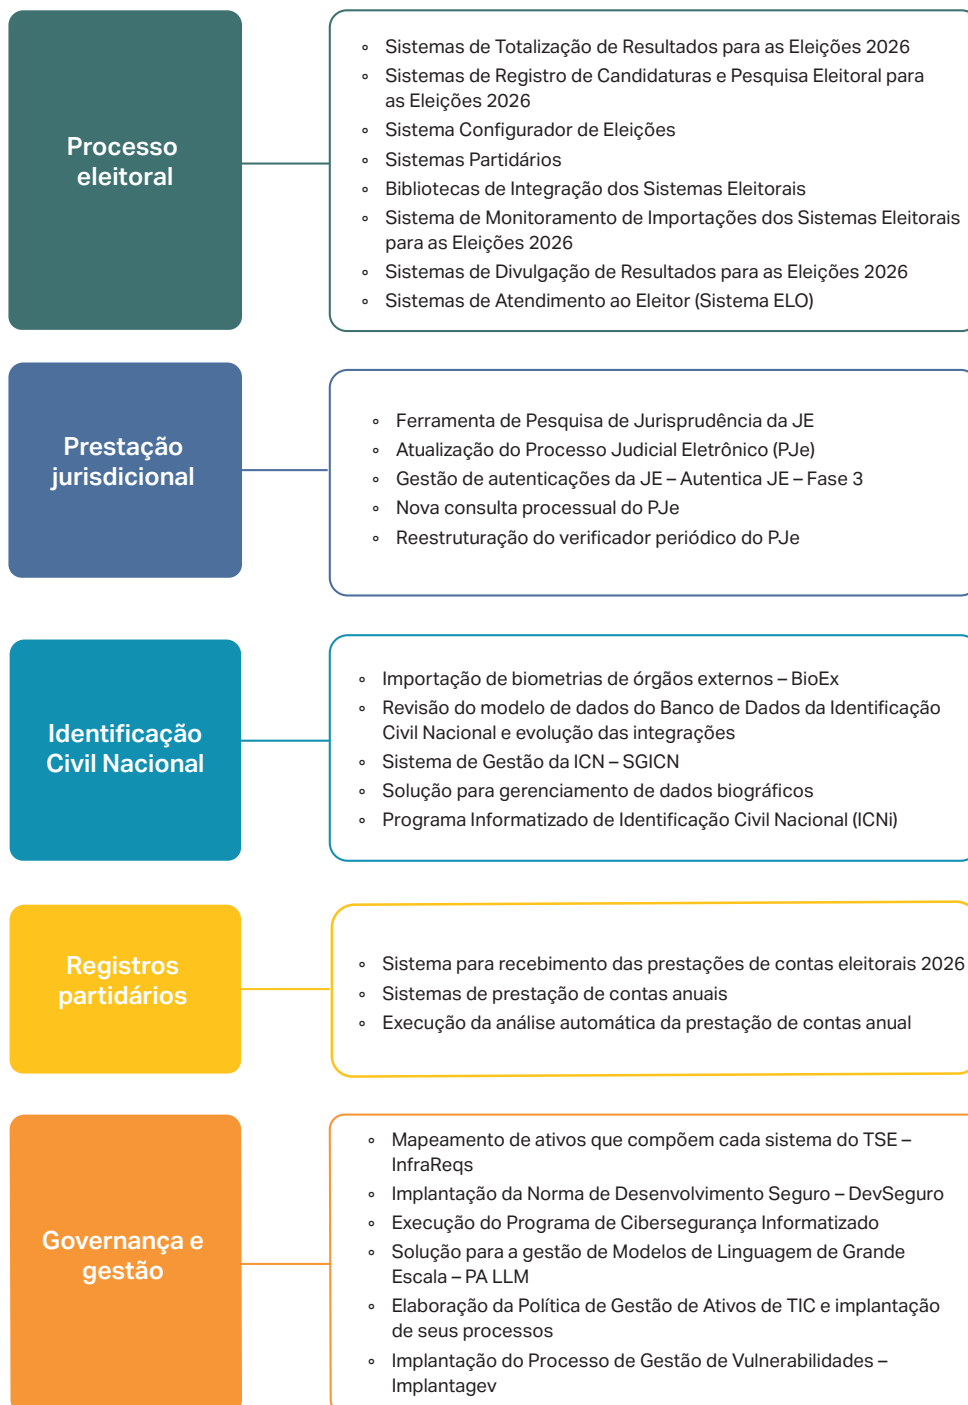 Processo
eleitoral
◦ Sistemas de Totalização de Resultados para as Eleições 2026
◦ Sistemas de Registro de Candidaturas e Pesquisa Eleitoral para
as Eleições 2026
◦ Sistema Configurador de Eleições
◦ Sistemas Partidários
◦ Bibliotecas de Integração dos Sistemas Eleitorais
◦ Sistema de Monitoramento de Importações dos Sistemas Eleitorais
para as Eleições 2026
◦ Sistemas de Divulgação de Resultados para as Eleições 2026
◦ Sistemas de Atendimento ao Eleitor (Sistema ELO)
Prestação
jurisdicional
◦ Ferramenta de Pesquisa de Jurisprudência da JE
◦ Atualização do Processo Judicial Eletrônico (PJe)
◦ Gestão de autenticações da JE – Autentica JE – Fase 3
◦ Nova consulta processual do PJe
◦ Reestruturação do verificador periódico do PJe
Identificação
Civil Nacional
◦ Importação de biometrias de órgãos externos – BioEx
◦ Revisão do modelo de dados do Banco de Dados da Identificação
Civil Nacional e evolução das integrações
◦ Sistema de Gestão da ICN – SGICN
◦ Solução para gerenciamento de dados biográficos
◦ Programa Informatizado de Identificação Civil Nacional (ICNi)
Registros
partidários
◦ Sistema para recebimento das prestações de contas eleitorais 2026
◦ Sistemas de prestação de contas anuais
◦ Execução da análise automática da prestação de contas anual
Governança e
gestão
◦ Mapeamento de ativos que compõem cada sistema do TSE –
InfraReqs
◦ Implantação da Norma de Desenvolvimento Seguro – DevSeguro
◦ Execução do Programa de Cibersegurança Informatizado
◦ Solução para a gestão de Modelos de Linguagem de Grande
Escala – PA LLM
◦ Elaboração da Política de Gestão de Ativos de TIC e implantação
de seus processos
◦ Implantação do Processo de Gestão de Vulnerabilidades –
Implantagev